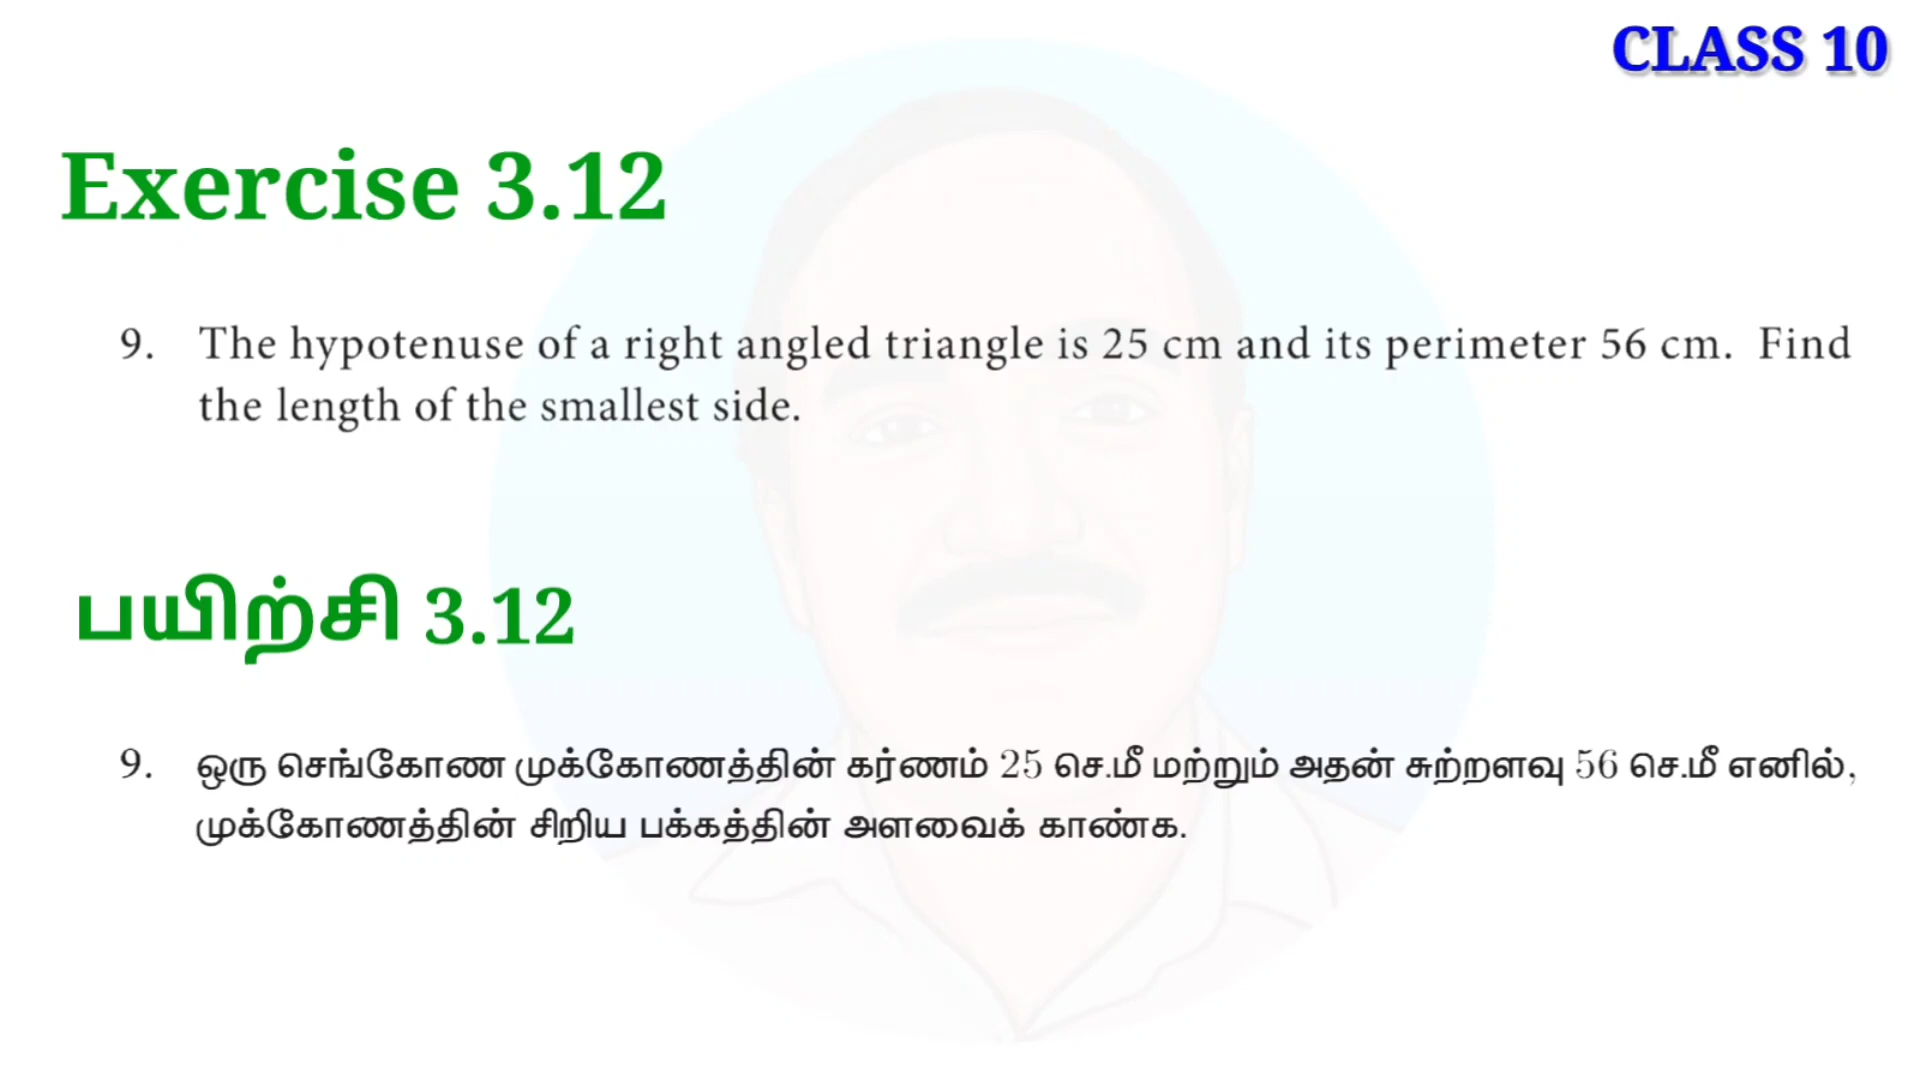 CLASS 10
Exercise 3.12
9. The hypotenuse of a right angled triangle is 25 cm and its perimeter 56 cm. Find
the length of the smallest side.
பயிற்சி 3.12
9. ஒரு செங்கோண முக்கோணத்தின் கர்ணம் 25 செ.மீ மற்றும் அதன் சுற்றளவு 56 செ.மீ எனில்,
முக்கோணத்தின் சிறிய பக்கத்தின் அளவைக் காண்க.